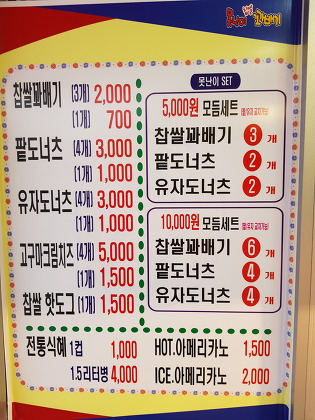 못난이 꽈배기
찹쌀꽈배기 (3개) 2,000
(1개) 700
팥도너츠 (4개) 3,000
(1개) 1,000
유자도너츠 (4개) 3,000
(1개) 1,000
고구마크림치즈 (4개) 5,000
(1개) 1,500
찹쌀 핫도그 (1개) 1,500
못난이 SET
5,000원 모듬세트
찹쌀꽈배기 3 개
팥도너츠 2 개
유자도너츠 2 개
10,000원 모듬세트
찹쌀꽈배기 6 개
팥도너츠 4 개
유자도너츠 4 개
전통식혜 1컵 1,000
1.5리터병 4,000
HOT.아메리카노 1,500
ICE.아메리카노 2,000